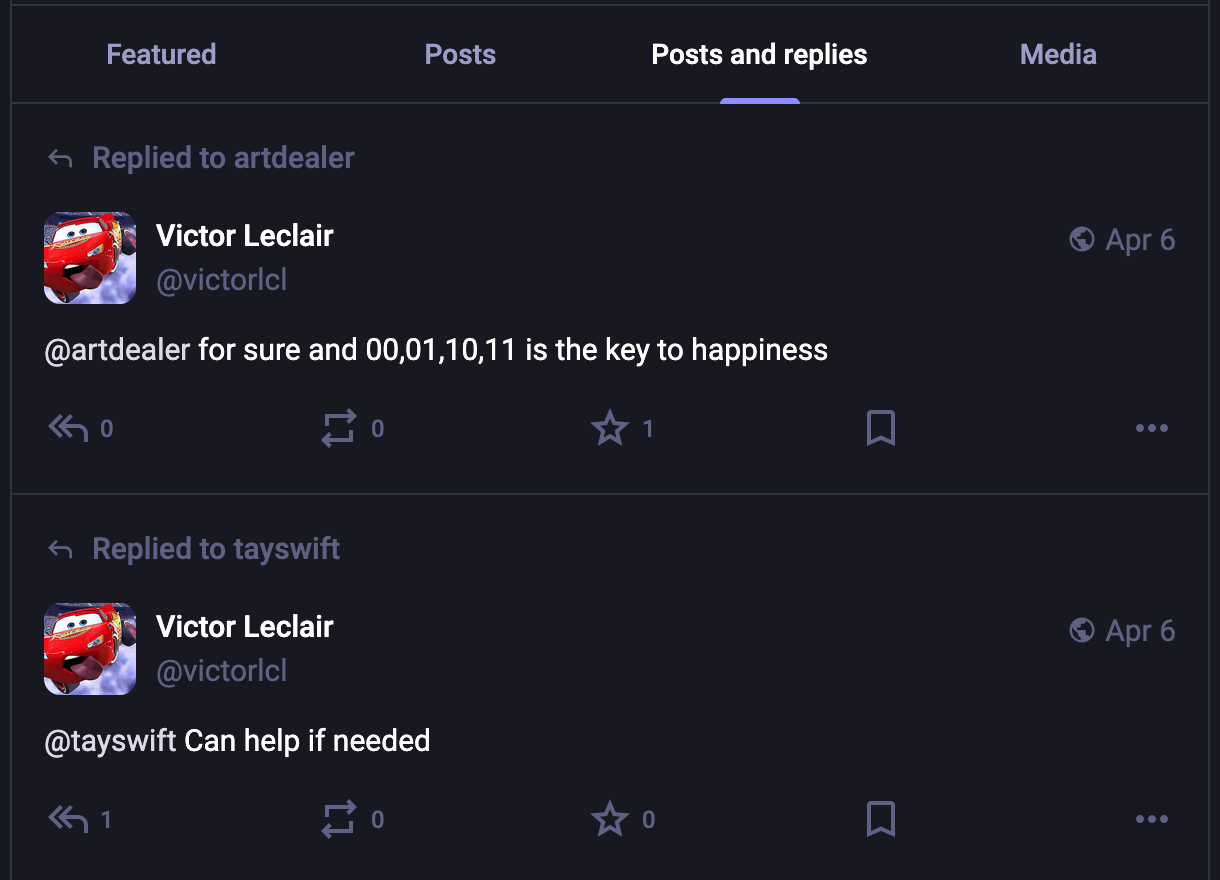 Featured Posts Posts and replies Media
Replied to artdealer
Victor Leclair
Apr 6
@victorlcl
@artdealer for sure and 00,01,10,11 is the key to happiness
0 0 1
Replied to tayswift
Victor Leclair
Apr 6
@victorlcl
@tayswift Can help if needed
1 0 0